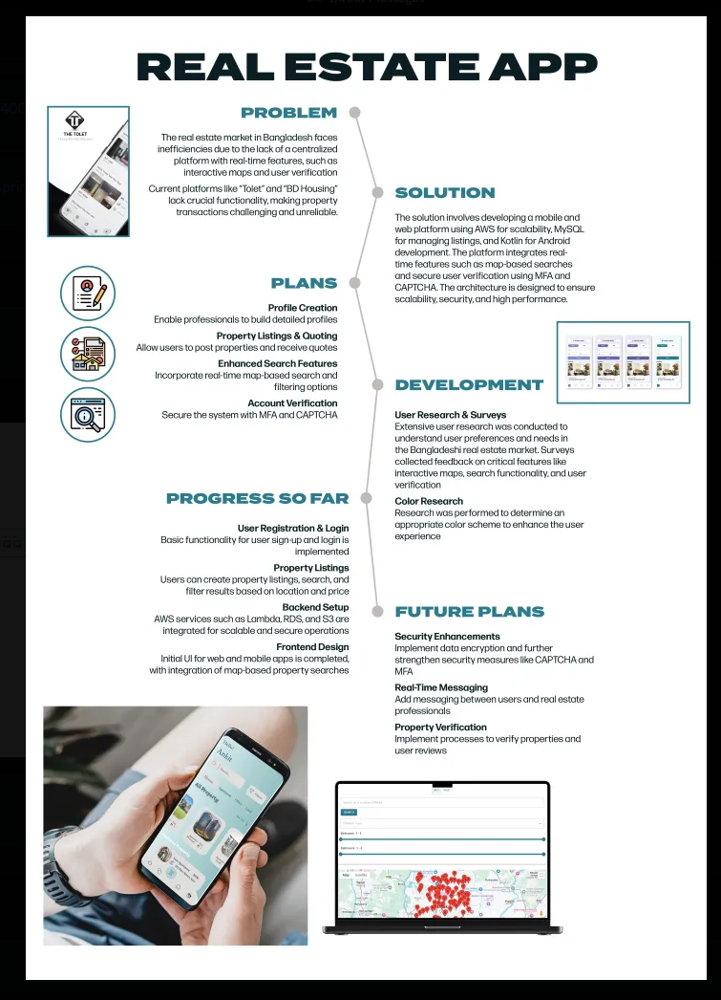 REAL ESTATE APP
PROBLEM
The real estate market in Bangladesh faces
inefficiencies due to the lack of a centralized
platform with real-time features, such as
interactive maps and user verification
Current platforms like “Tolet” and “BD Housing”
lack crucial functionality, making property
transactions challenging and unreliable.
THE TOLET
SOLUTION
The solution involves developing a mobile and
web platform using AWS for scalability, MySQL
for managing listings, and Kotlin for Android
development. The platform integrates real-
time features such as map-based searches
and secure user verification using MFA and
CAPTCHA. The architecture is designed to ensure
scalability, security, and high performance.
PLANS
Profile Creation
Enable professionals to build detailed profiles
Property Listings & Quoting
Allow users to post properties and receive quotes
Enhanced Search Features
Incorporate real-time map-based search and
filtering options
Account Verification
Secure the system with MFA and CAPTCHA
DEVELOPMENT
User Research & Surveys
Extensive user research was conducted to
understand user preferences and needs in
the Bangladeshi real estate market. Surveys
collected feedback on critical features like
interactive maps, search functionality, and user
verification
Color Research
Research was performed to determine an
appropriate color scheme to enhance the user
experience
PROGRESS SO FAR
User Registration & Login
Basic functionality for user sign-up and login is
implemented
Property Listings
Users can create property listings, search, and
filter results based on location and price
Backend Setup
AWS services such as Lambda, RDS, and S3 are
integrated for scalable and secure operations
Frontend Design
Initial UI for web and mobile apps is completed,
with integration of map-based property searches
FUTURE PLANS
Security Enhancements
Implement data encryption and further
strengthen security measures like CAPTCHA and
MFA
Real-Time Messaging
Add messaging between users and real estate
professionals
Property Verification
Implement processes to verify properties and
user reviews
Hello!
Ankit
All Property
SEARCH
Map Satellite